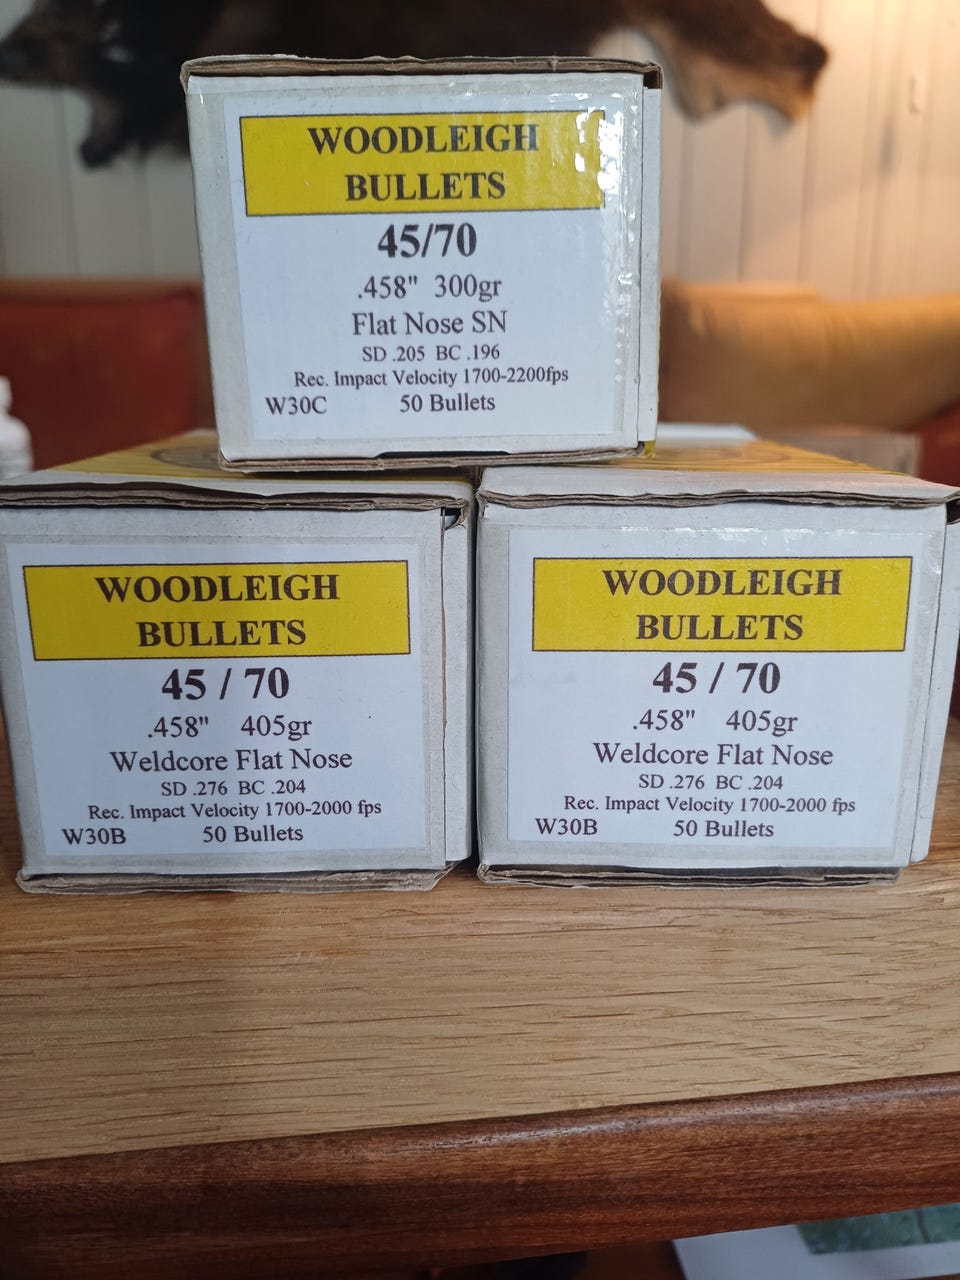 WOODLEIGH
BULLETS
45/70
.458" 300gr
Flat Nose SN
SD .205 BC .196
Rec. Impact Velocity 1700-2200fps
W30C 50 Bullets
WOODLEIGH
BULLETS
45 / 70
.458" 405gr
Weldcore Flat Nose
SD .276 BC .204
Rec. Impact Velocity 1700-2000 fps
W30B 50 Bullets
WOODLEIGH
BULLETS
45 / 70
.458" 405gr
Weldcore Flat Nose
SD .276 BC .204
Rec. Impact Velocity 1700-2000 fps
W30B 50 Bullets